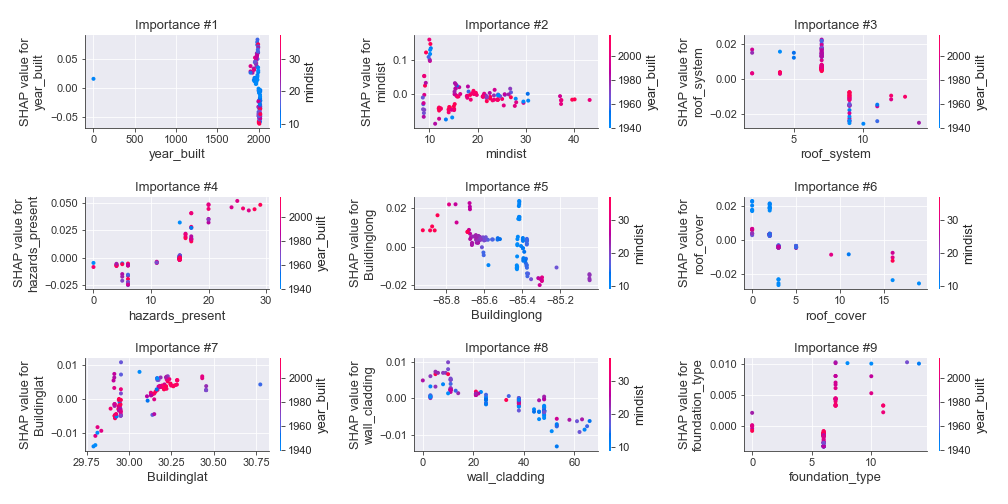 Importance #1
Importance #2
Importance #3
SHAP value for
year_built
0.05
0.00
−0.05
0
500
1000
1500
2000
year_built
30
20
10
mindist
SHAP value for
mindist
0.1
0.0
10
20
30
40
mindist
2000
1980
1960
1940
year_built
SHAP value for
roof_system
0.02
0.00
−0.02
5
10
roof_system
2000
1980
1960
1940
year_built
Importance #4
Importance #5
Importance #6
SHAP value for
hazards_present
0.050
0.025
0.000
−0.025
0
10
20
30
hazards_present
2000
1980
1960
1940
year_built
SHAP value for
Buildinglong
0.02
0.00
−0.02
−85.8
−85.6
−85.4
−85.2
Buildinglong
30
20
10
mindist
SHAP value for
roof_cover
0.02
0.00
−0.02
0
5
10
15
roof_cover
30
20
10
mindist
Importance #7
Importance #8
Importance #9
SHAP value for
Buildinglat
0.01
0.00
−0.01
29.75
30.00
30.25
30.50
30.75
Buildinglat
2000
1980
1960
1940
year_built
SHAP value for
wall_cladding
0.01
0.00
−0.01
0
20
40
60
wall_cladding
30
20
10
mindist
SHAP value for
foundation_type
0.010
0.005
0.000
0
5
10
foundation_type
2000
1980
1960
1940
year_built